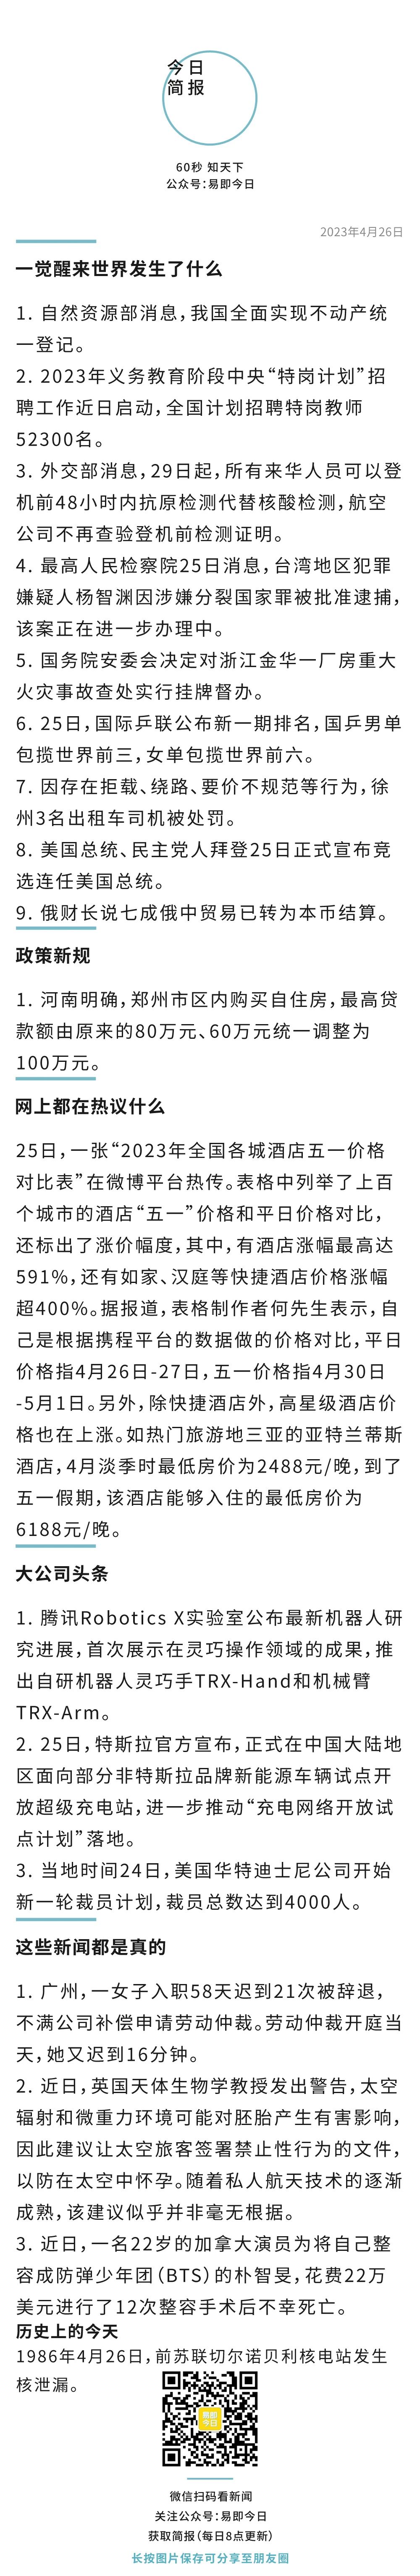 今日
简报
60秒 知天下
公众号：易即今日
2023年4月26日
一觉醒来世界发生了什么
1. 自然资源部消息，我国全面实现不动产统
一登记。
2. 2023年义务教育阶段中央“特岗计划”招
聘工作近日启动，全国计划招聘特岗教师
52300名。
3. 外交部消息，29日起，所有来华人员可以登
机前48小时内抗原检测代替核酸检测，航空
公司不再查验登机前检测证明。
4. 最高人民检察院25日消息，台湾地区犯罪
嫌疑人杨智渊因涉嫌分裂国家罪被批准逮捕，
该案正在进一步办理中。
5. 国务院安委会决定对浙江金华一厂房重大
火灾事故查处实行挂牌督办。
6. 25日，国际乒联公布新一期排名，国乒男单
包揽世界前三，女单包揽世界前六。
7. 因存在拒载、绕路、要价不规范等行为，徐
州3名出租车司机被处罚。
8. 美国总统、民主党人拜登25日正式宣布竞
选连任美国总统。
9. 俄财长说七成俄中贸易已转为本币结算。
政策新规
1. 河南明确，郑州市区内购买自住房，最高贷
款额由原来的80万元、60万元统一调整为
100万元。
网上都在热议什么
25日，一张“2023年全国各城酒店五一价格
对比表”在微博平台热传。表格中列举了上百
个城市的酒店“五一”价格和平日价格对比，
还标出了涨价幅度，其中，有酒店涨幅最高达
591%，还有如家、汉庭等快捷酒店价格涨幅
超400%。据报道，表格制作者何先生表示，自
己是根据携程平台的数据做的价格对比，平日
价格指4月26日-27日，五一价格指4月30日
-5月1日。另外，除快捷酒店外，高星级酒店价
格也在上涨。如热门旅游地三亚的亚特兰蒂斯
酒店，4月淡季时最低房价为2488元/晚，到了
五一假期，该酒店能够入住的最低房价为
6188元/晚。
大公司头条
1. 腾讯Robotics X实验室公布最新机器人研
究进展，首次展示在灵巧操作领域的成果，推
出自研机器人灵巧手TRX-Hand和机械臂
TRX-Arm。
2. 25日，特斯拉官方宣布，正式在中国大陆地
区面向部分非特斯拉品牌新能源车辆试点开
放超级充电站，进一步推动“充电网络开放试
点计划”落地。
3. 当地时间24日，美国华特迪士尼公司开始
新一轮裁员计划，裁员总数达到4000人。
这些新闻都是真的
1. 广州，一女子入职58天迟到21次被辞退，
不满公司补偿申请劳动仲裁。劳动仲裁开庭当
天，她又迟到16分钟。
2. 近日，英国天体生物学教授发出警告，太空
辐射和微重力环境可能对胚胎产生有害影响，
因此建议让太空旅客签署禁止性行为的文件，
以防在太空中怀孕。随着私人航天技术的逐渐
成熟，该建议似乎并非毫无根据。
3. 近日，一名22岁的加拿大演员为将自己整
容成防弹少年团（BTS）的朴智旻，花费22万
美元进行了12次整容手术后不幸死亡。
历史上的今天
1986年4月26日，前苏联切尔诺贝利核电站发生
核泄漏。
易即
今日
微信扫码看新闻
关注公众号：易即今日
获取简报（每日8点更新）
长按图片保存可分享至朋友圈